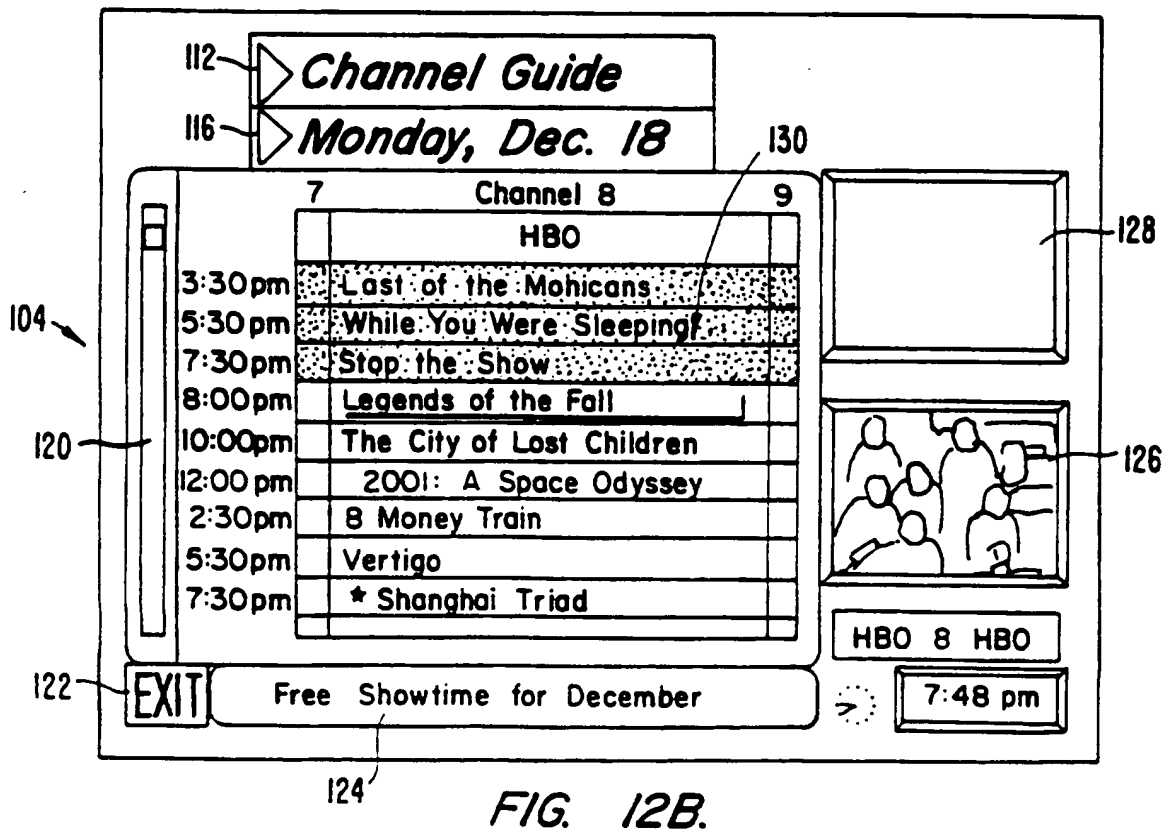 112
Channel Guide
116
Monday, Dec. 18
130
7 Channel 8 9
HBO
128
3:30pm Last of the Mohicans
104
5:30pm While You Were Sleeping
7:30pm Stop the Show
8:00pm Legends of the Fall
120
10:00pm The City of Lost Children
126
12:00 pm 2001: A Space Odyssey
2:30pm 8 Money Train
5:30pm Vertigo
7:30pm * Shanghai Triad
HBO 8 HBO
122
EXIT
Free Showtime for December
7:48 pm
124
FIG. 12B.